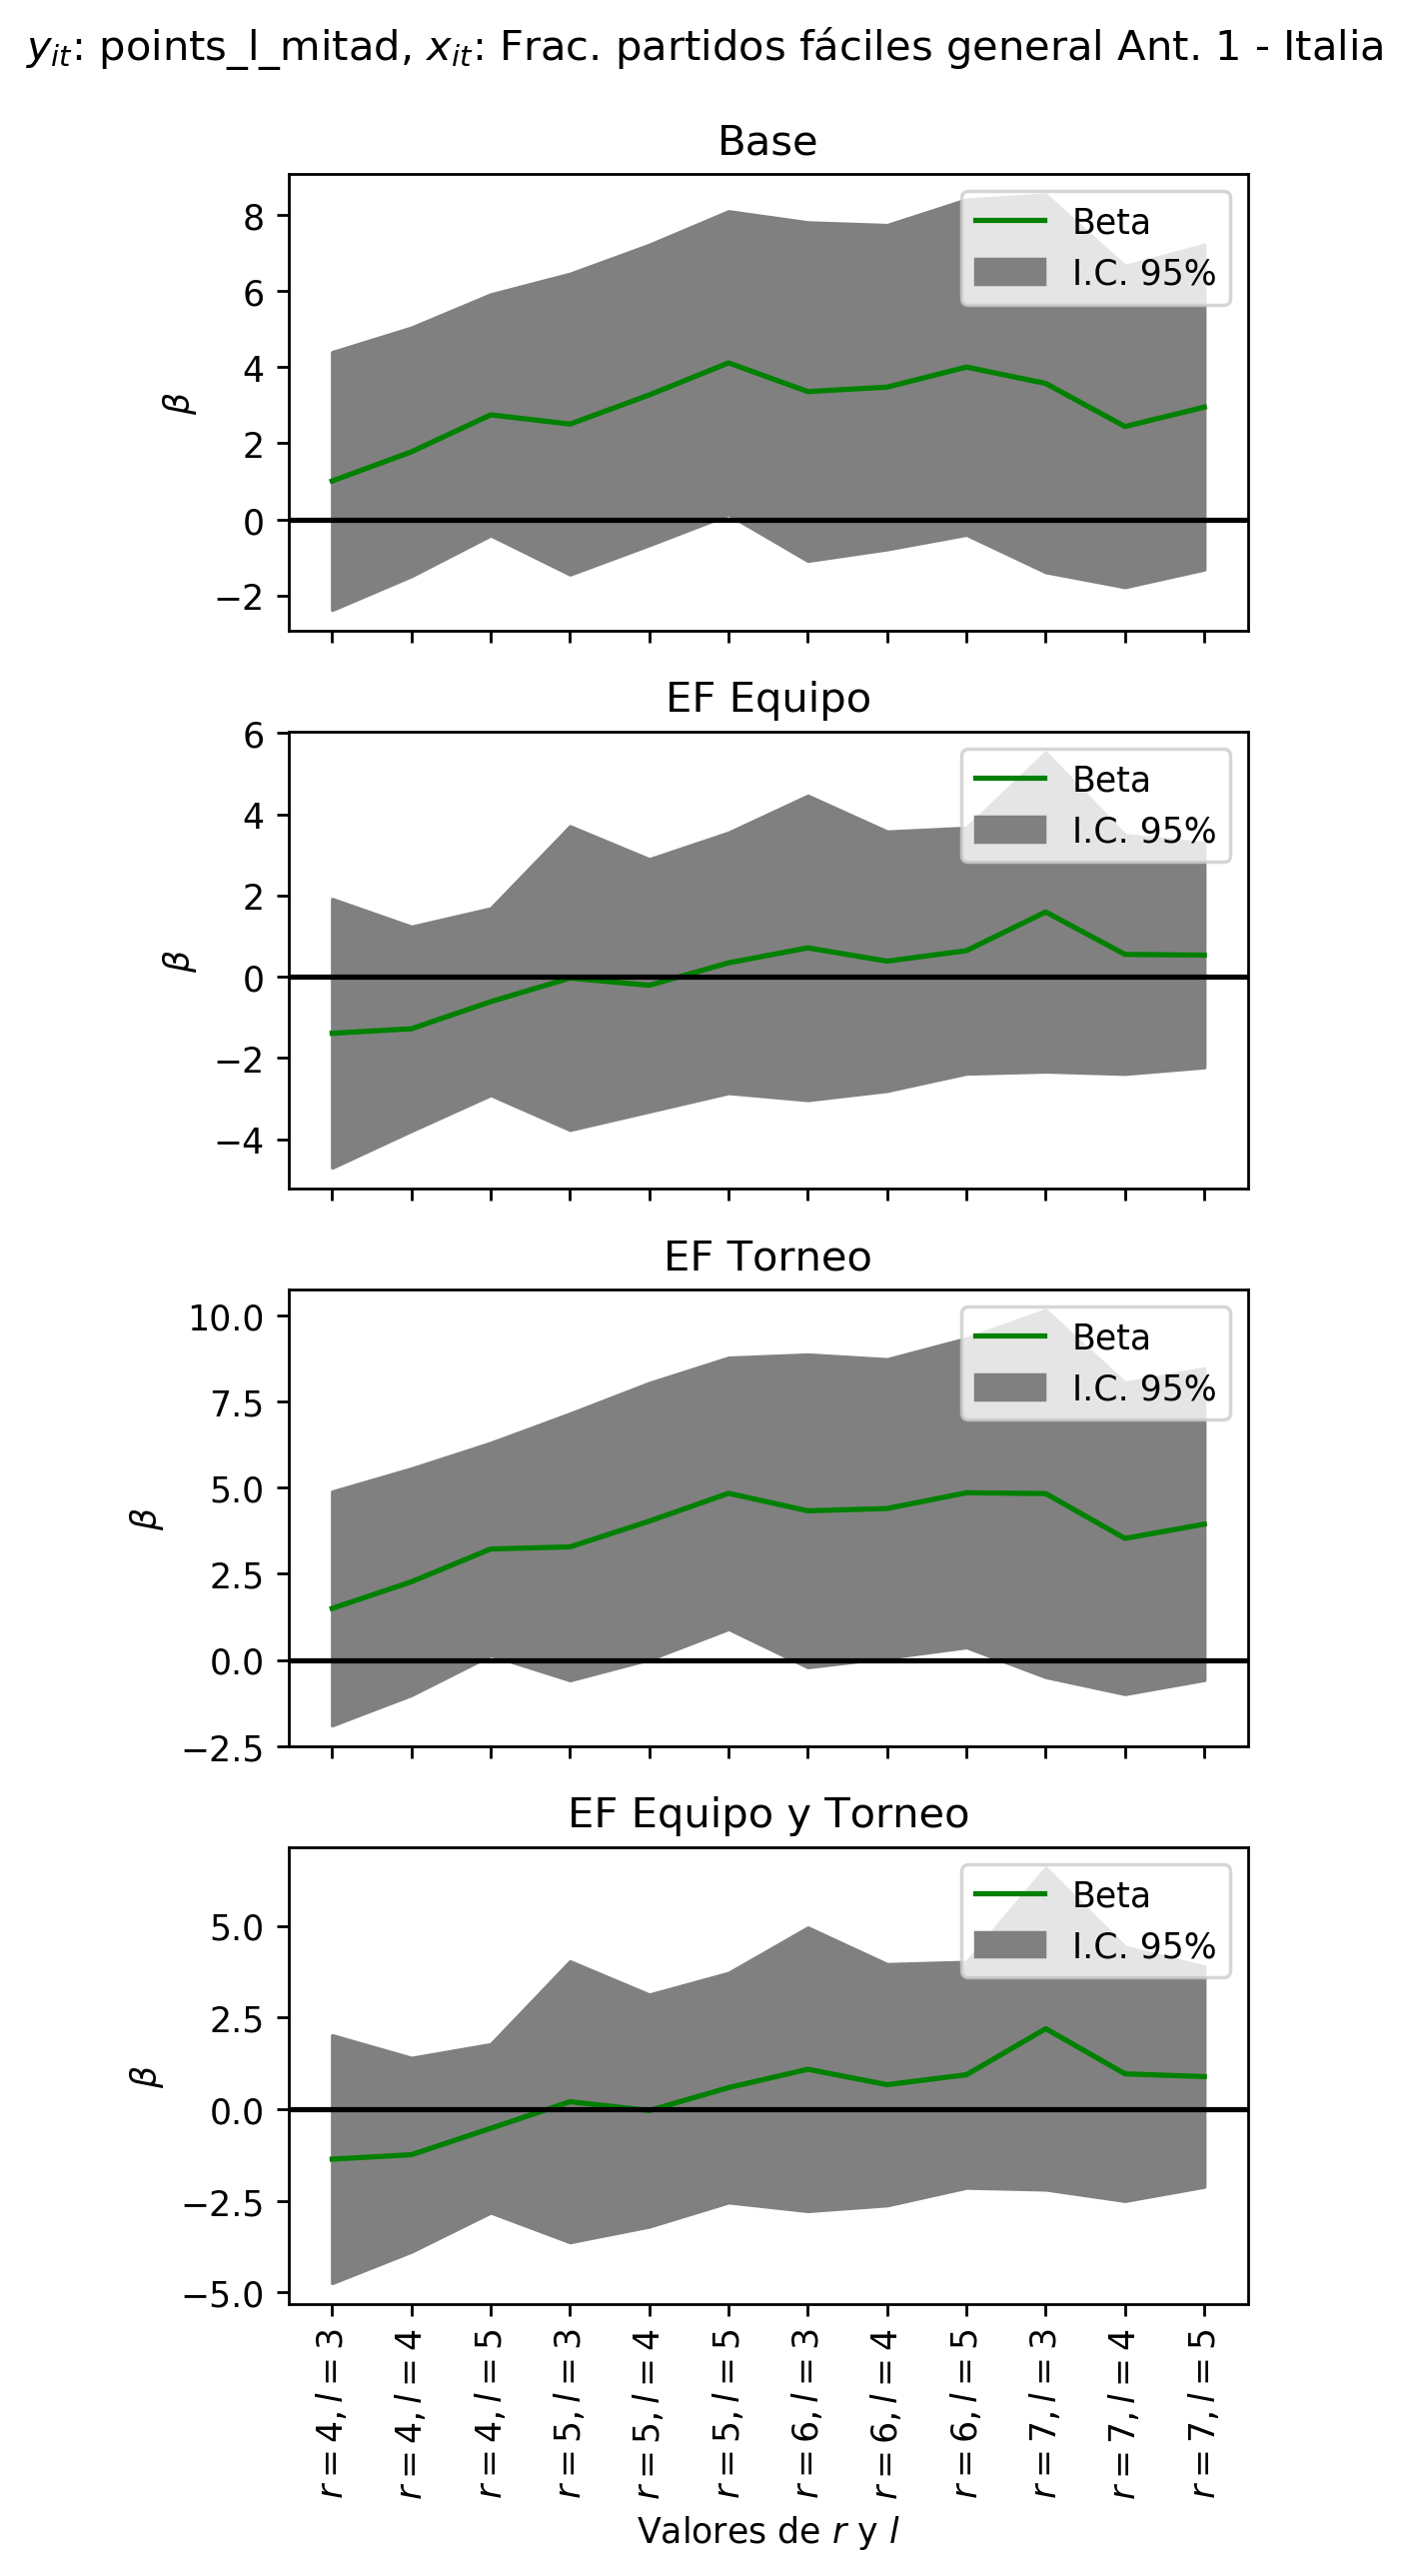 y_it: points_l_mitad, x_it: Frac. partidos fáciles general Ant. 1 - Italia
Base
8
6
4
2
0
−2
β
Beta
I.C. 95%
EF Equipo
6
4
2
0
−2
−4
β
Beta
I.C. 95%
EF Torneo
10.0
7.5
5.0
2.5
0.0
−2.5
β
Beta
I.C. 95%
EF Equipo y Torneo
5.0
2.5
0.0
−2.5
−5.0
β
Beta
I.C. 95%
r = 4, l = 3
r = 4, l = 4
r = 4, l = 5
r = 5, l = 3
r = 5, l = 4
r = 5, l = 5
r = 6, l = 3
r = 6, l = 4
r = 6, l = 5
r = 7, l = 3
r = 7, l = 4
r = 7, l = 5
Valores de r y l